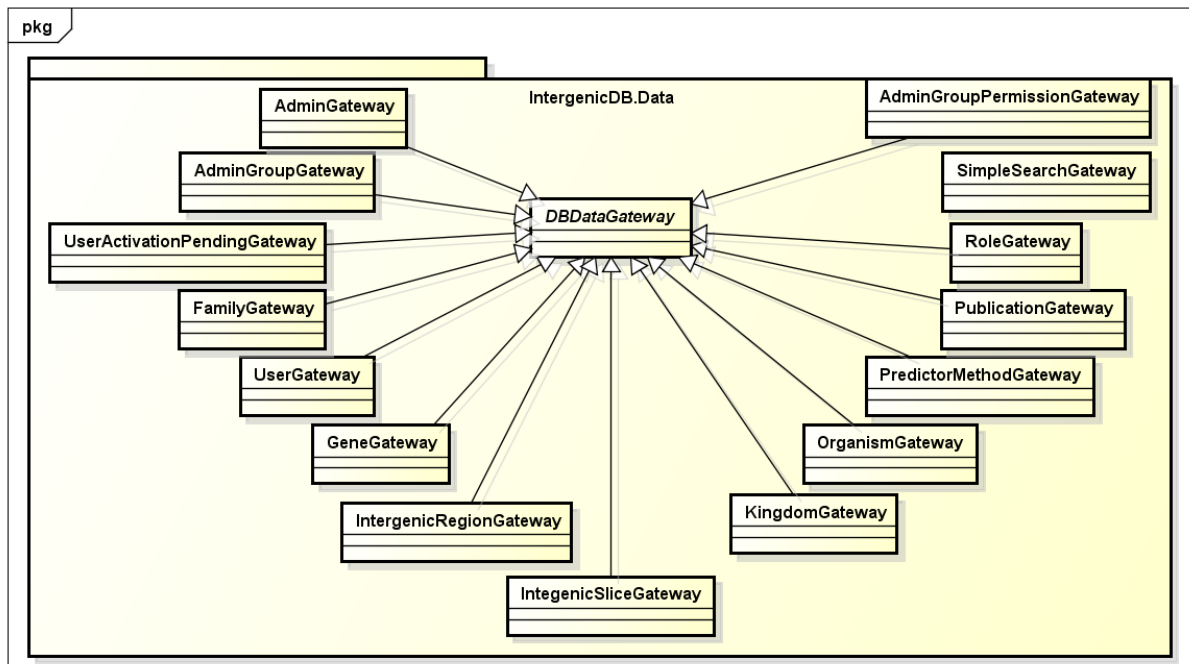 pkg
IntergenicDB.Data
AdminGateway
AdminGroupPermissionGateway
AdminGroupGateway
SimpleSearchGateway
DBDataGateway
UserActivationPendingGateway
RoleGateway
FamilyGateway
PublicationGateway
UserGateway
PredictorMethodGateway
GeneGateway
OrganismGateway
IntergenicRegionGateway
KingdomGateway
IntegenicSliceGateway